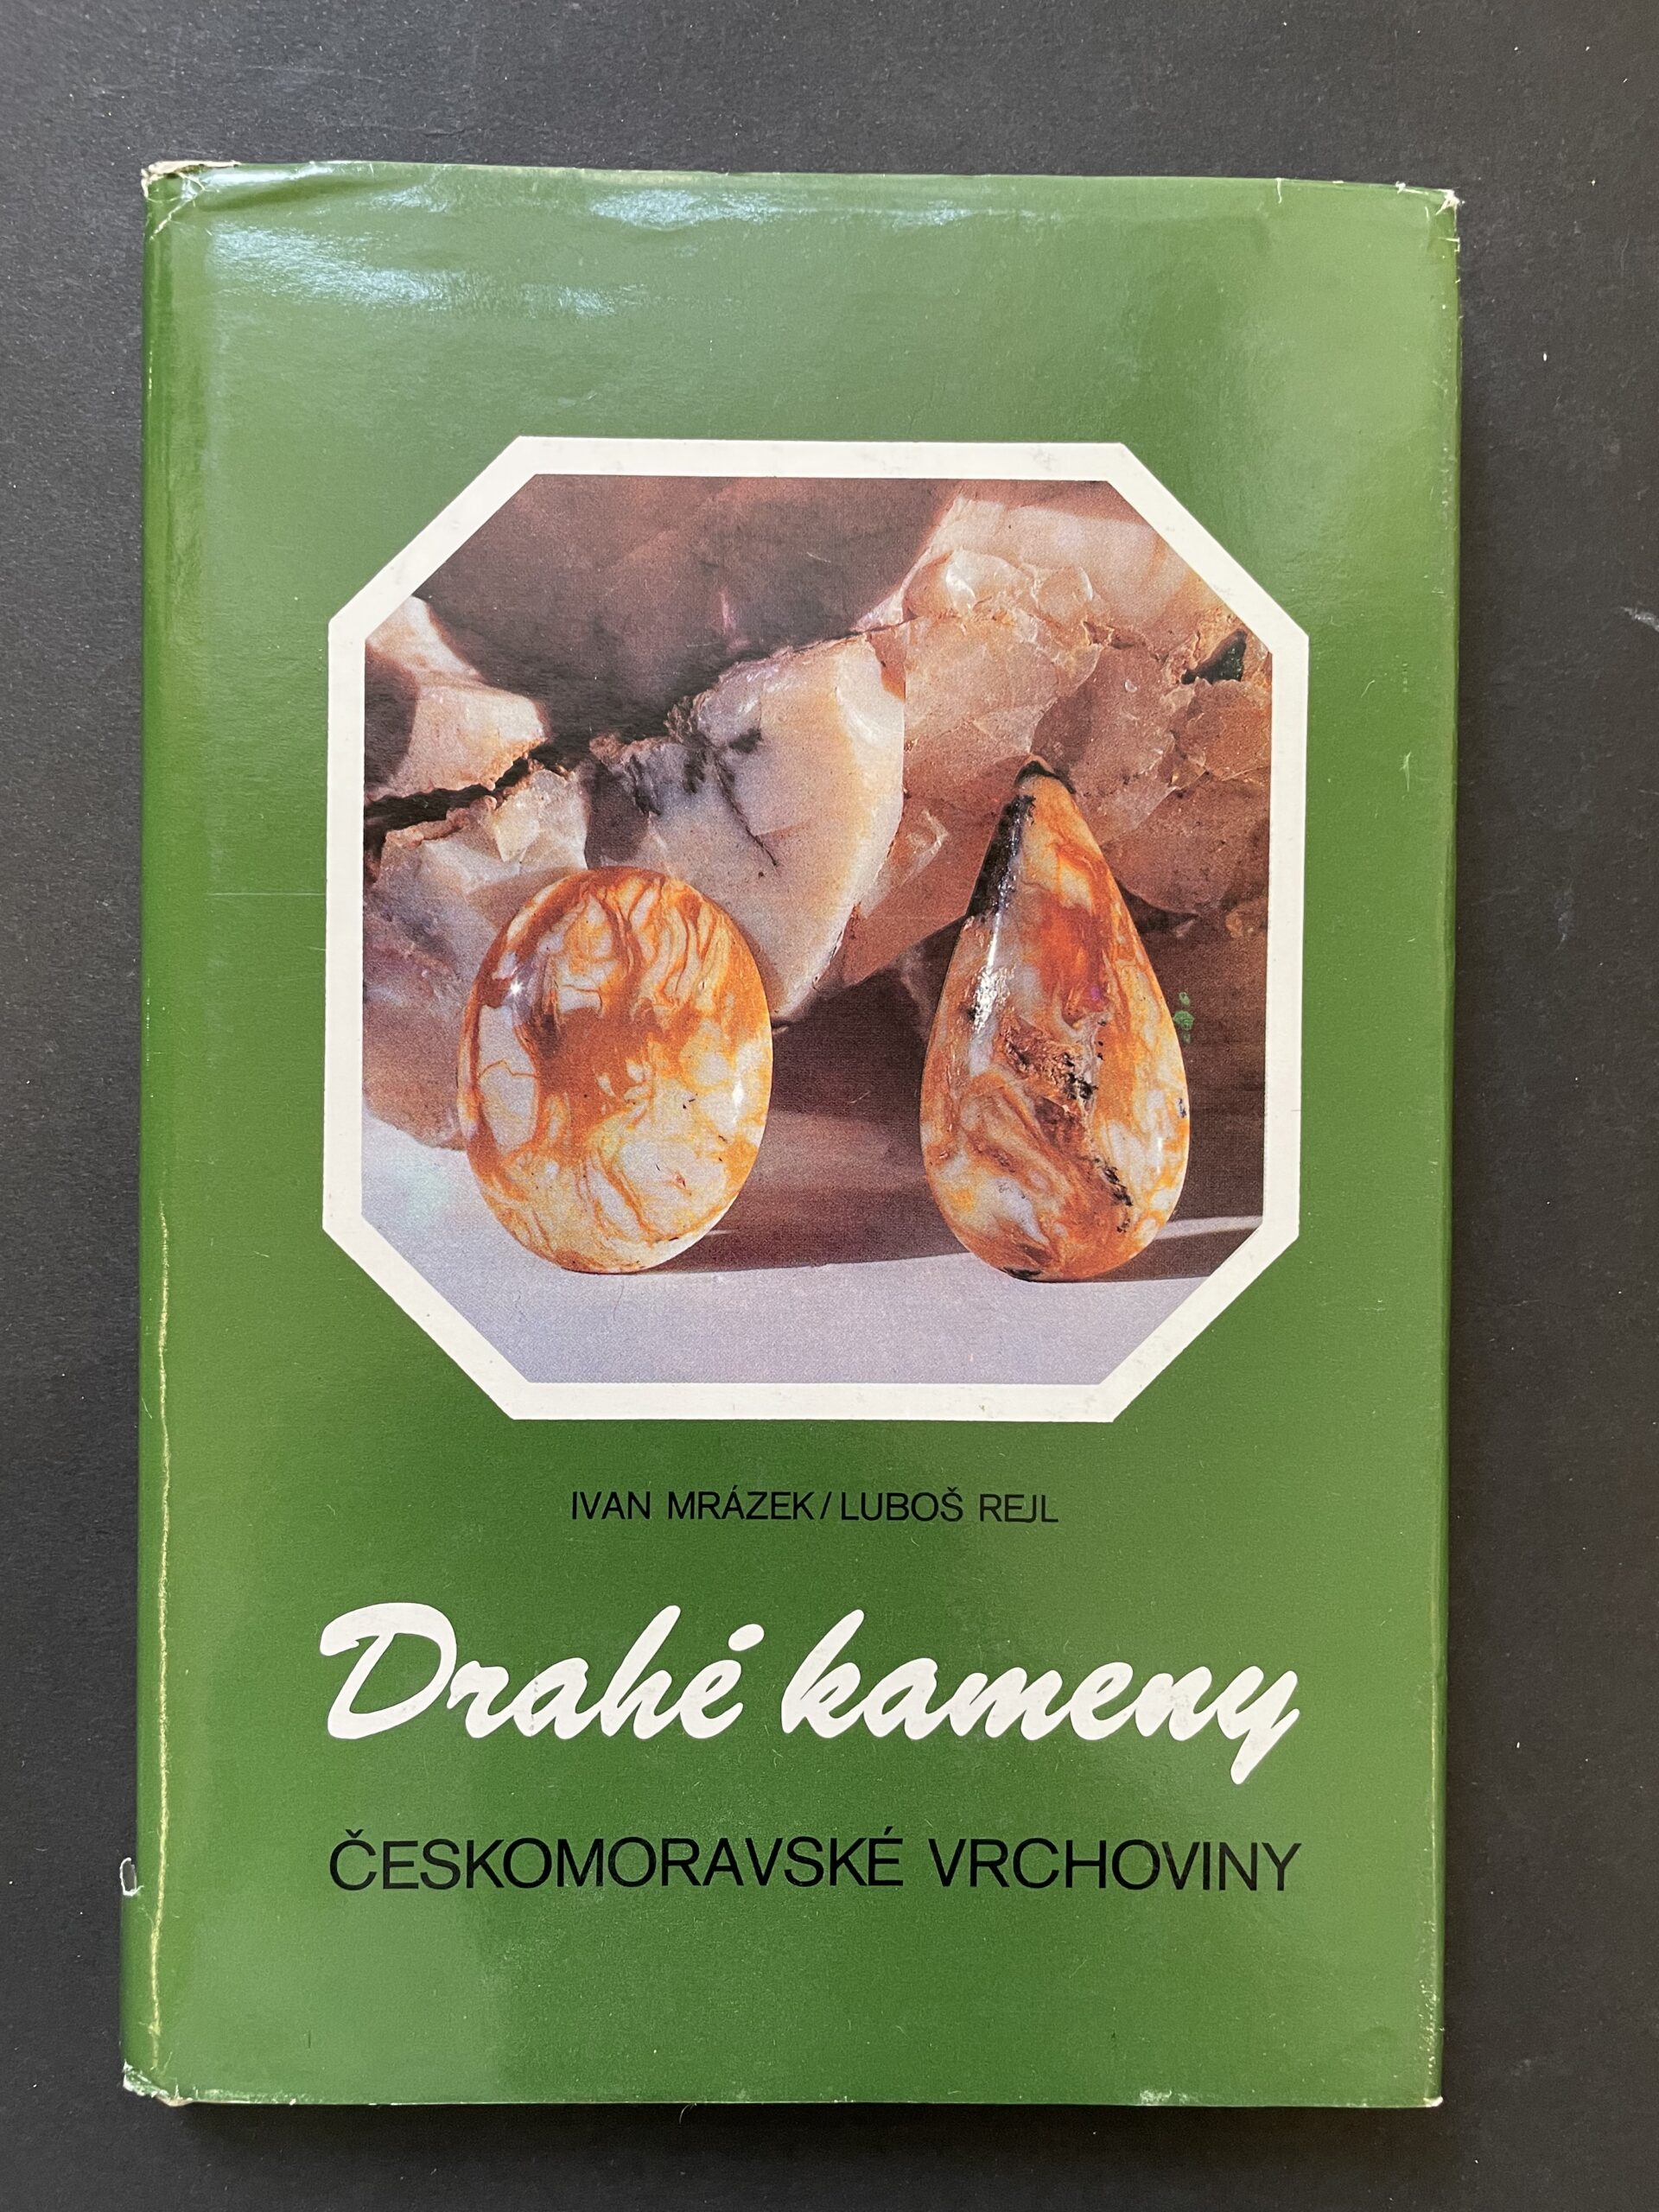 IVAN MRÁZEK/LUBOŠ REJL
Drahé kameny
ČESKOMORAVSKÉ VRCHOVINY